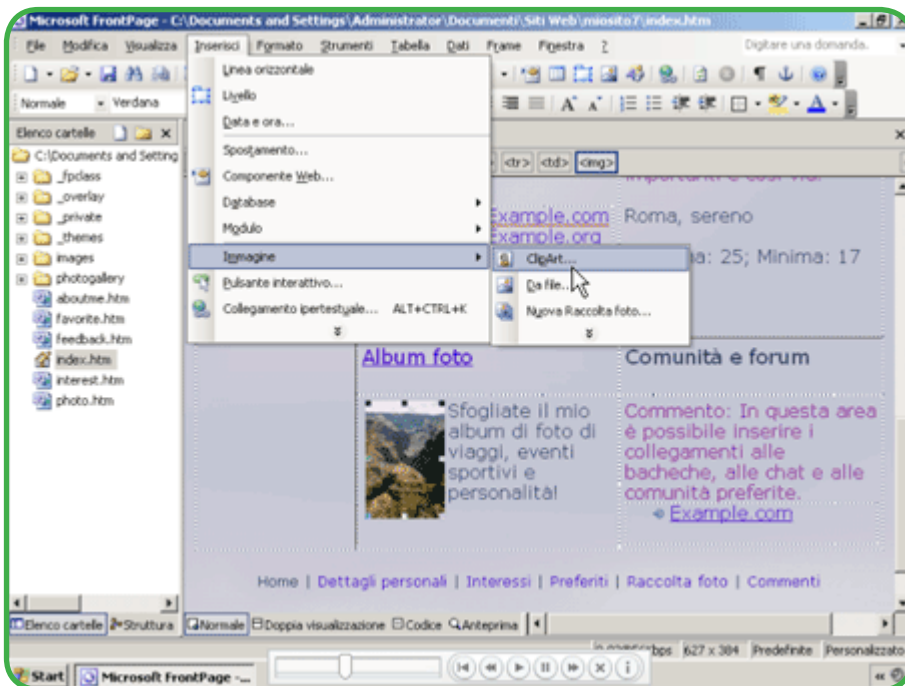 Microsoft FrontPage - C:\Documents and Settings\Administrator\Documenti\Siti Web\miosito7\index.htm
File Modifica Visualizza Inserisci Formato Strumenti Tabella Dati Frame Finestra ? Digitare una domanda.
Normale Verdana
Elenco cartelle
C:\Documents and Setting
_fpclass
_overlay
_private
_themes
images
photogallery
aboutme.htm
favorite.htm
feedback.htm
index.htm
interest.htm
photo.htm
Linea orizzontale
Livello
Data e ora...
Spostamento...
Componente Web...
Database
Modulo
Immagine
Pulsante interattivo...
Collegamento ipertestuale... ALT+CTRL+K
ClipArt...
Da file...
Nuova Raccolta foto...
<tr> <td> <img>
Example.com
Example.org
Roma, sereno
a: 25; Minima: 17
Album foto
Sfogliate il mio
album di foto di
viaggi, eventi
sportivi e
personalità!
Comunità e forum
Commento: In questa area
è possibile inserire i
collegamenti alle
bacheche, alle chat e alle
comunità preferite.
Example.com
Home | Dettagli personali | Interessi | Preferiti | Raccolta foto | Commenti
Elenco cartelle Struttura Normale Doppia visualizzazione Codice Anteprima
627 x 384 Predefinite Personalizzato
Start Microsoft FrontPage -...